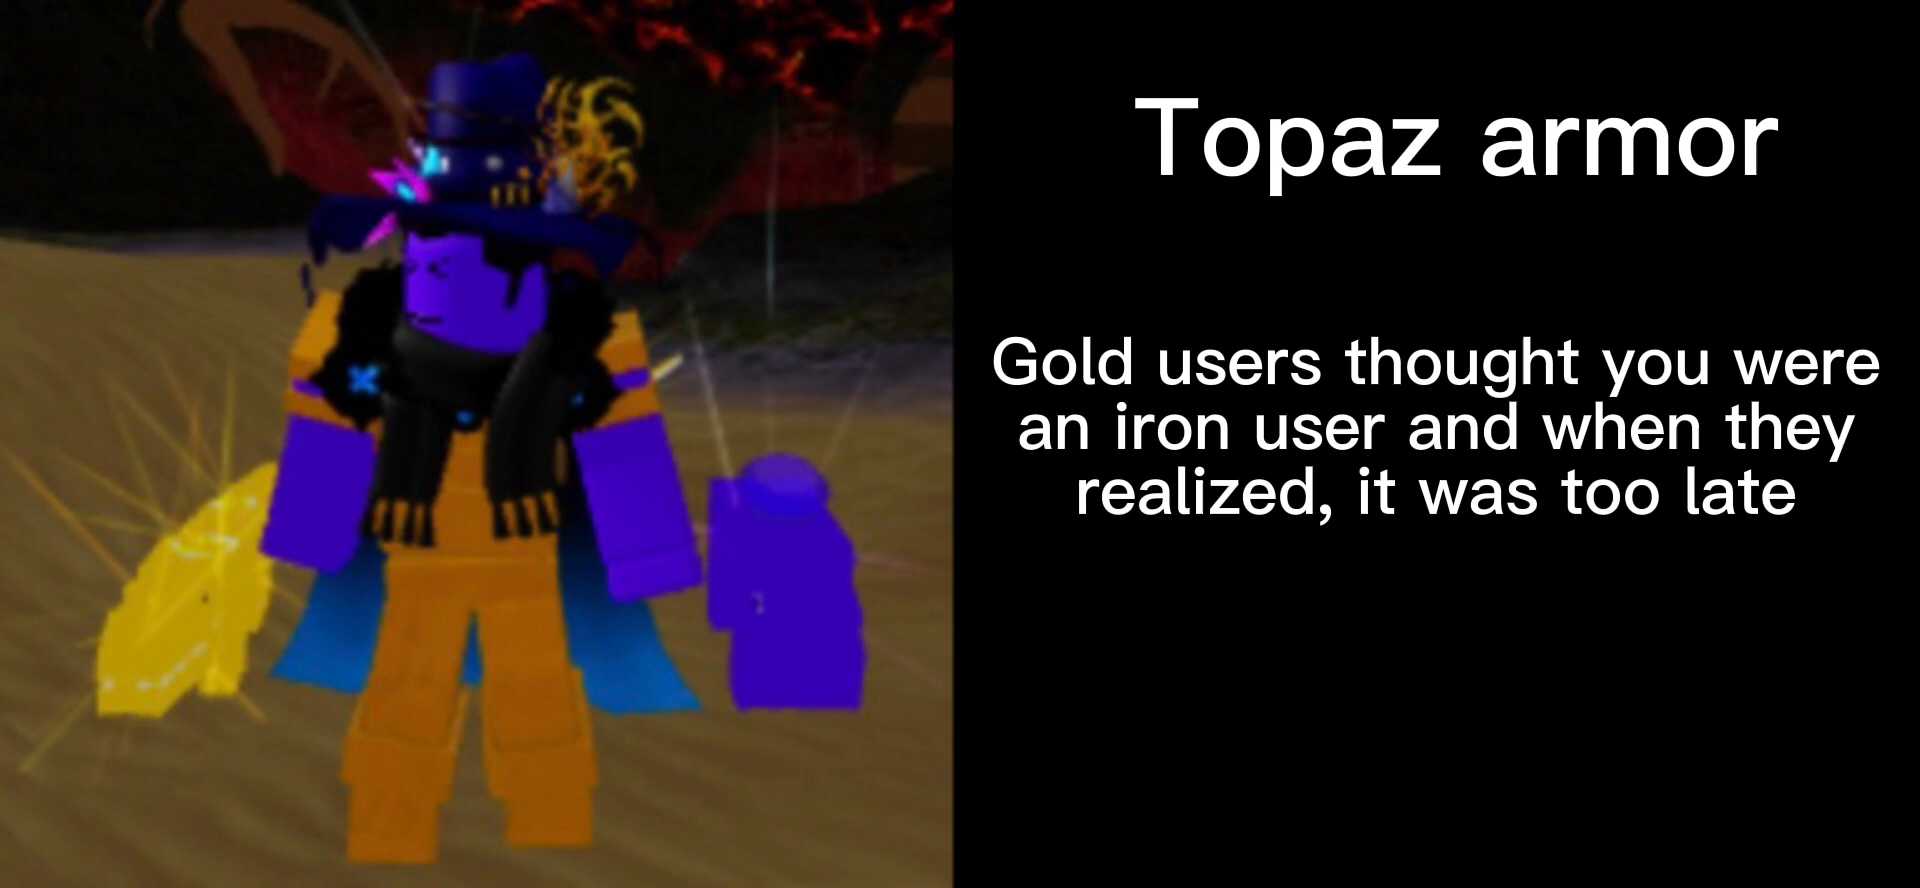 Topaz armor
Gold users thought you were
an iron user and when they
realized, it was too late